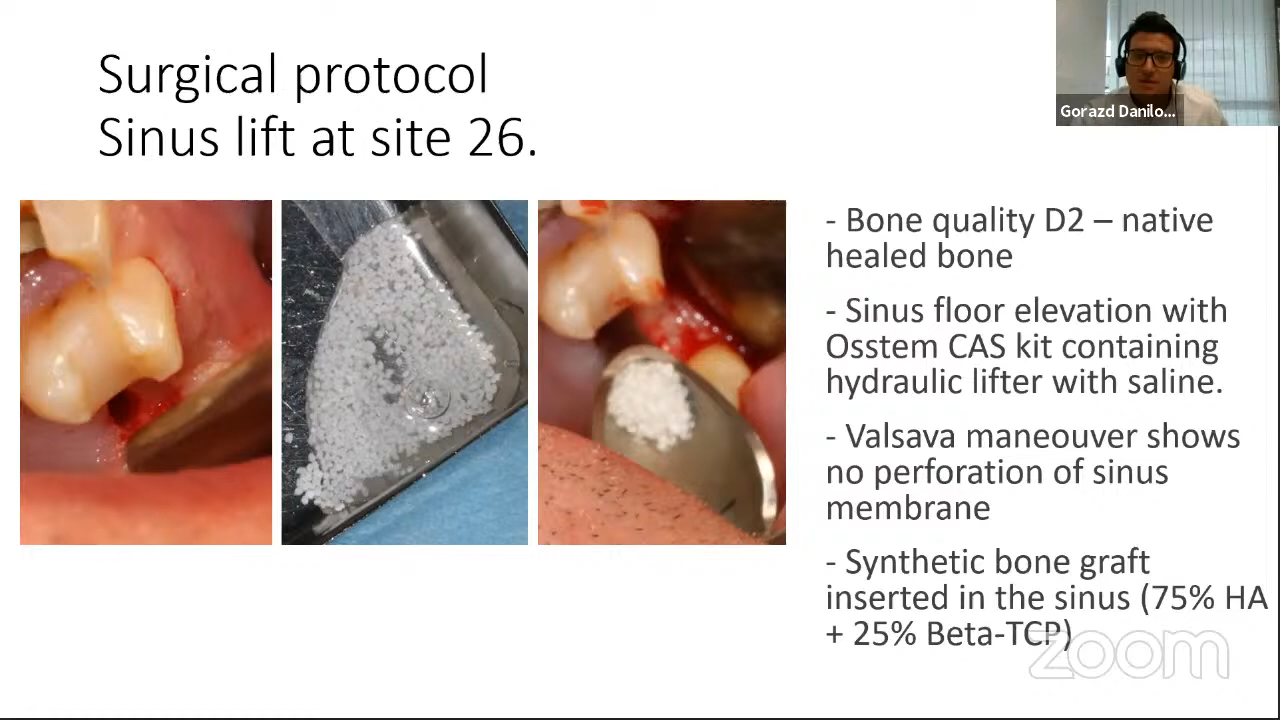 Surgical protocol
Sinus lift at site 26.
Gorazd Danilo...
- Bone quality D2 – native
healed bone
- Sinus floor elevation with
Osstem CAS kit containing
hydraulic lifter with saline.
- Valsava maneouver shows
no perforation of sinus
membrane
- Synthetic bone graft
inserted in the sinus (75% HA
+ 25% Beta-TCP)
zoom